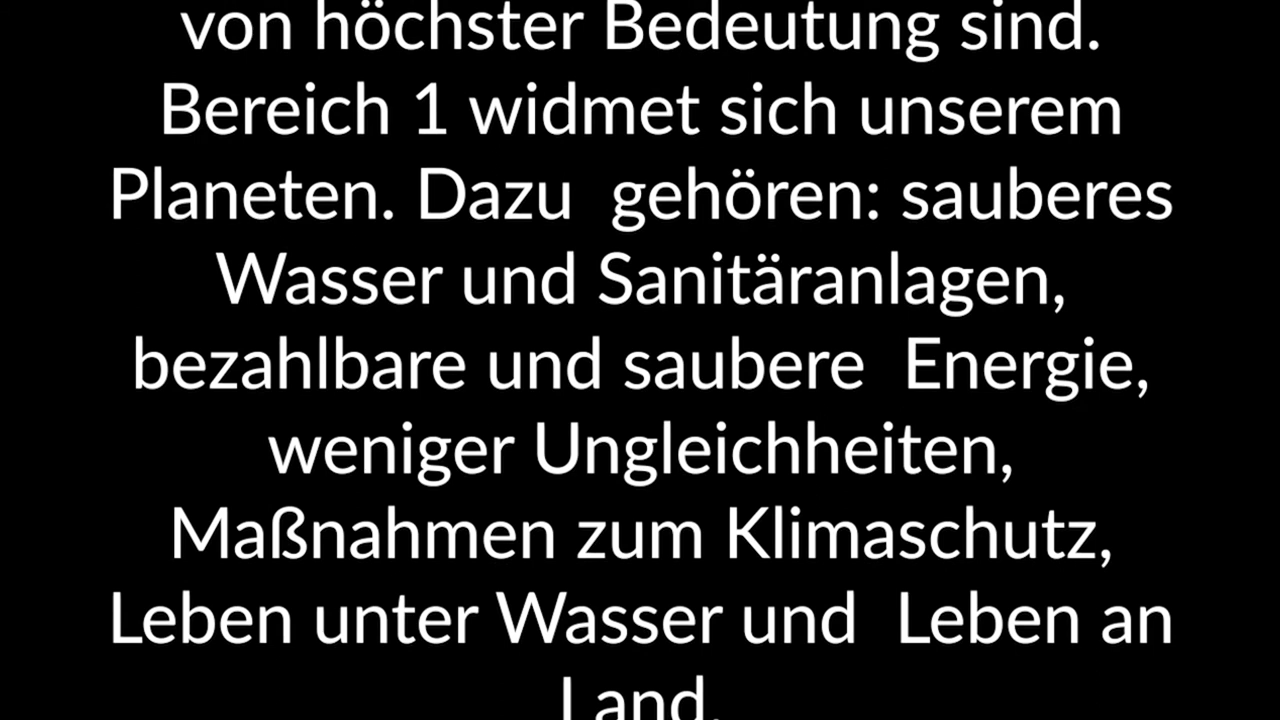 von höchster Bedeutung sind.
Bereich 1 widmet sich unserem
Planeten. Dazu  gehören: sauberes
Wasser und Sanitäranlagen,
bezahlbare und saubere  Energie,
weniger Ungleichheiten,
Maßnahmen zum Klimaschutz,
Leben unter Wasser und  Leben an
Land.